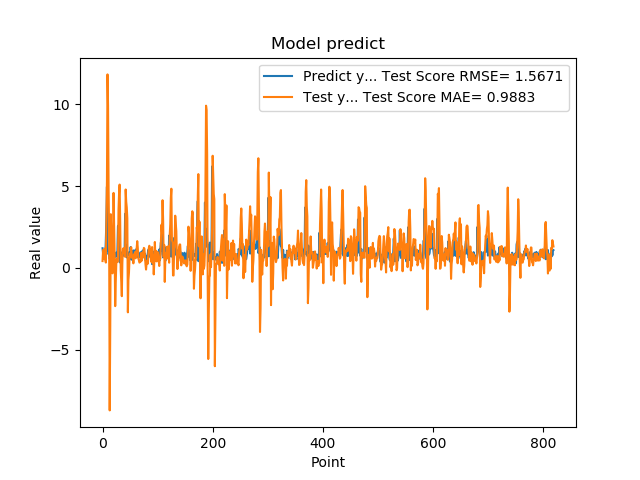 Model predict
Predict y... Test Score RMSE= 1.5671
Test y... Test Score MAE= 0.9883
10
5
0
−5
Real value
0
200
400
600
800
Point